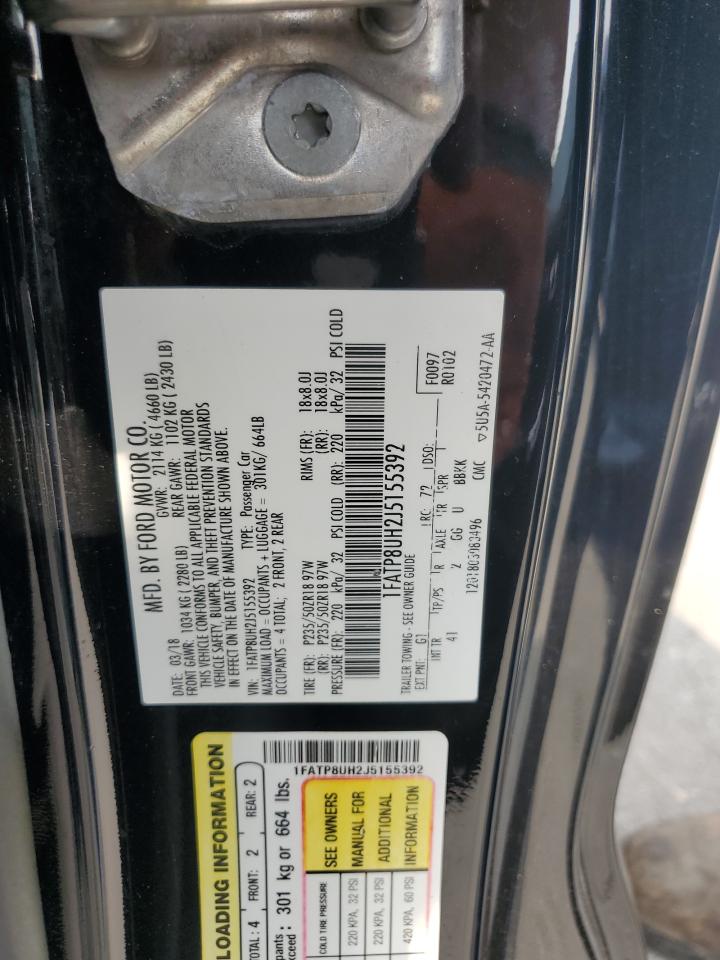 MFD. BY FORD MOTOR CO.
DATE: 03/18 GVWR: 2114 KG ( 4660 LB)
FRONT GAWR: 1034 KG ( 2280 LB) REAR GAWR: 1102 KG ( 2430 LB)
THIS VEHICLE CONFORMS TO ALL APPLICABLE FEDERAL MOTOR
VEHICLE SAFETY, BUMPER, AND THEFT PREVENTION STANDARDS
IN EFFECT ON THE DATE OF MANUFACTURE SHOWN ABOVE.
VIN: 1FATP8UH2J5155392 TYPE: Passenger Car
MAXIMUM LOAD = OCCUPANTS + LUGGAGE = 301KG/ 664LB
OCCUPANTS = 4 TOTAL; 2 FRONT, 2 REAR
TIRE (FR): P235/50ZR18 97W RIMS (FR): 18x8.0J
(RR): P235/50ZR18 97W (RR): 18x8.0J
PRESSURE (FR): 220 kPa/ 32 PSI COLD (RR): 220 kPa/ 32 PSI COLD
1FATP8UH2J5155392
TRAILER TOWING - SEE OWNER GUIDE F0097
EXT PNT: G1 RC: 72 DSO: R0102
INT TR TP/PS R AXLE TR SPR
41 2 GG U BBKK
1201803083496 CMC ▽5U5A-5420472-AA
LOADING INFORMATION
1FATP8UH2J5155392
TOTAL: 4 FRONT: 2 REAR: 2
pants
exceed : 301 kg or 664 lbs.
COLD TIRE PRESSURE SEE OWNERS
220 KPA, 32 PSI MANUAL FOR
220 KPA, 32 PSI ADDITIONAL
420 KPA, 60 PSI INFORMATION